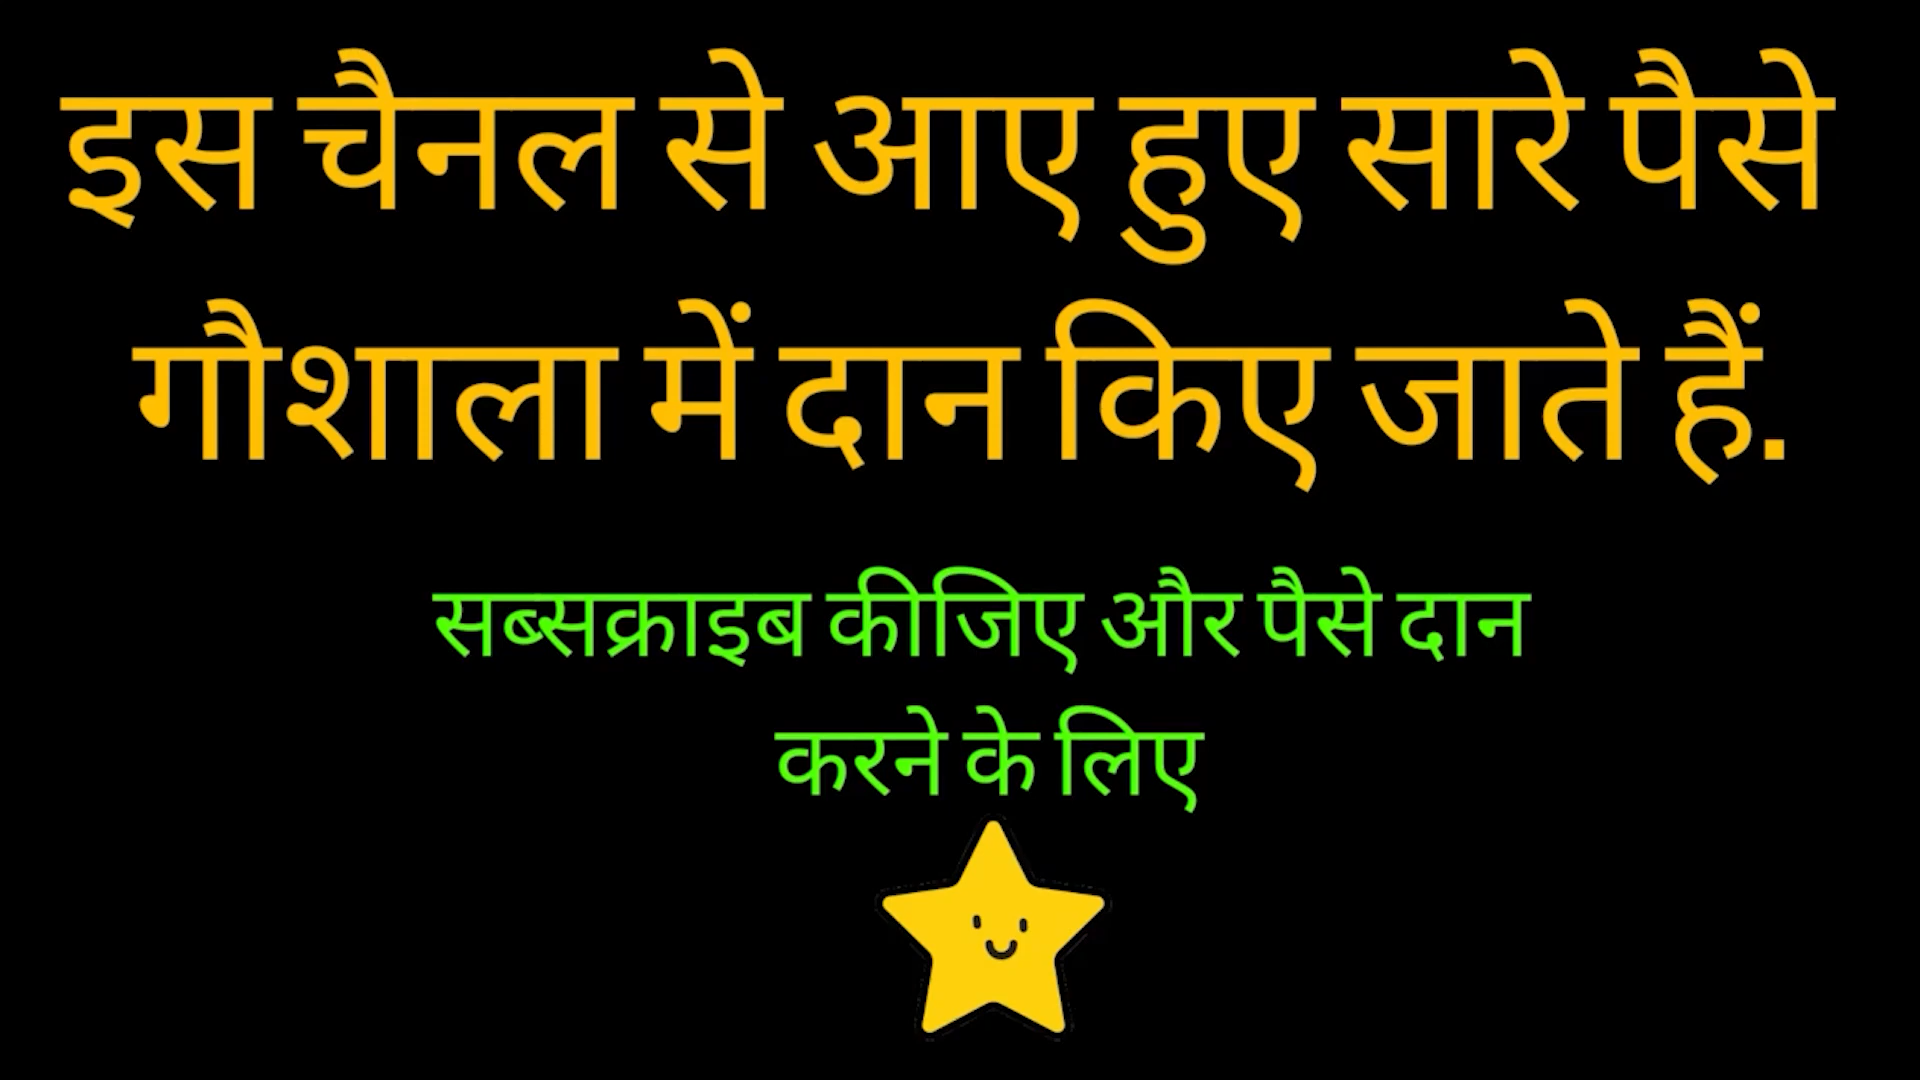 इस चैनल से आए हुए सारे पैसे
गौशाला में दान किए जाते हैं.
सब्सक्राइब कीजिए और पैसे दान
करने के लिए